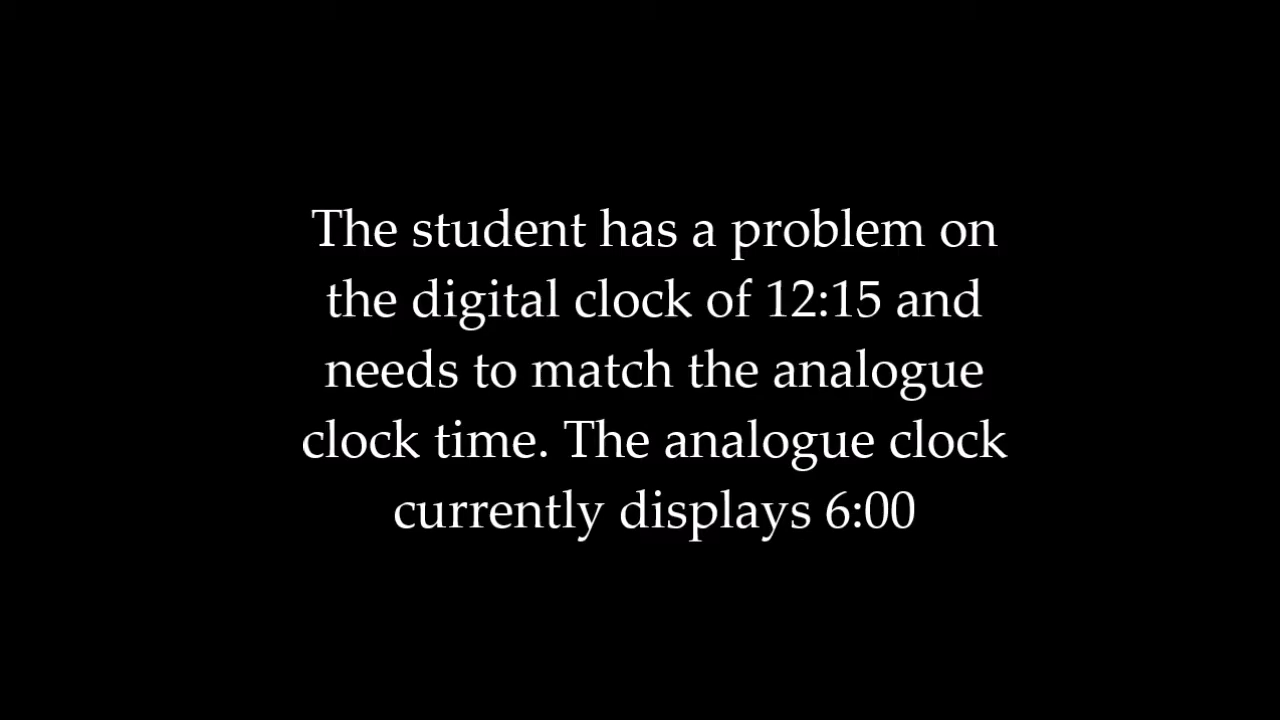 The student has a problem on
the digital clock of 12:15 and
needs to match the analogue
clock time. The analogue clock
currently displays 6:00